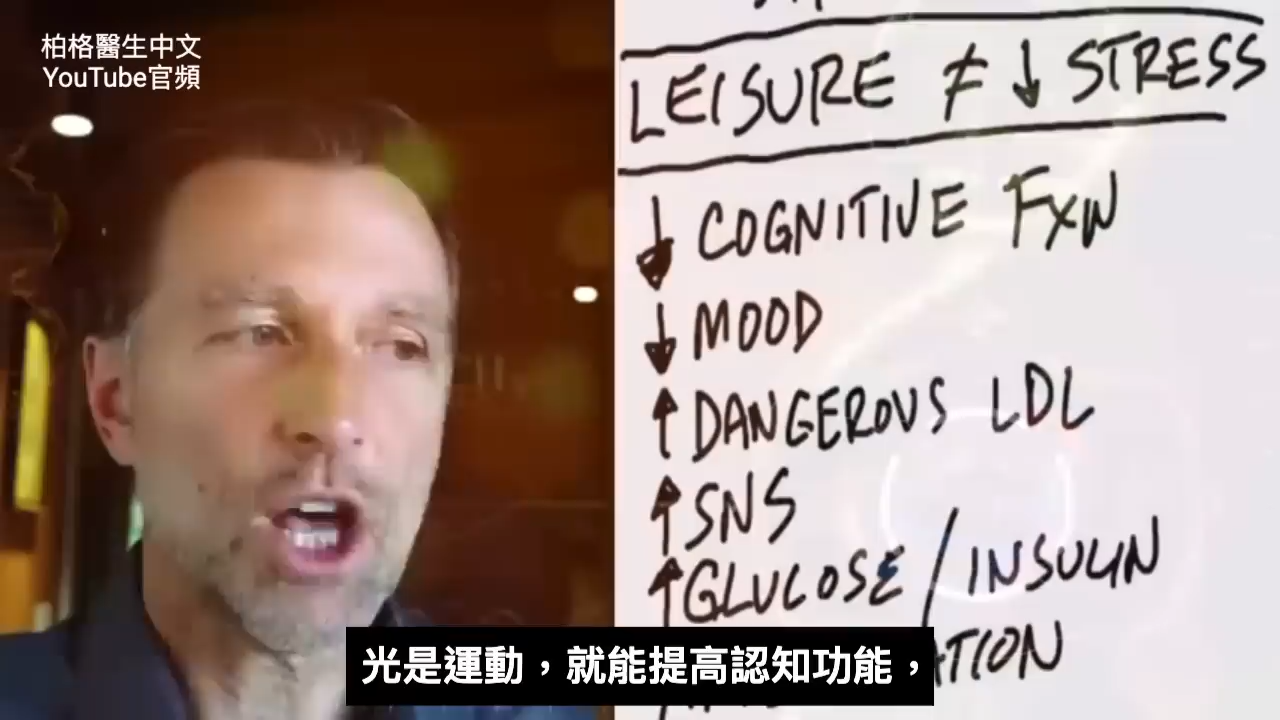 柏格醫生中文
YouTube官頻
LEISURE ≠ ↓ STRESS
↓ COGNITIVE FXN
↓ MOOD
↑ DANGEROUS LDL
↑ SNS
↑ GLUCOSE / INSULIN
光是運動，就能提高認知功能，